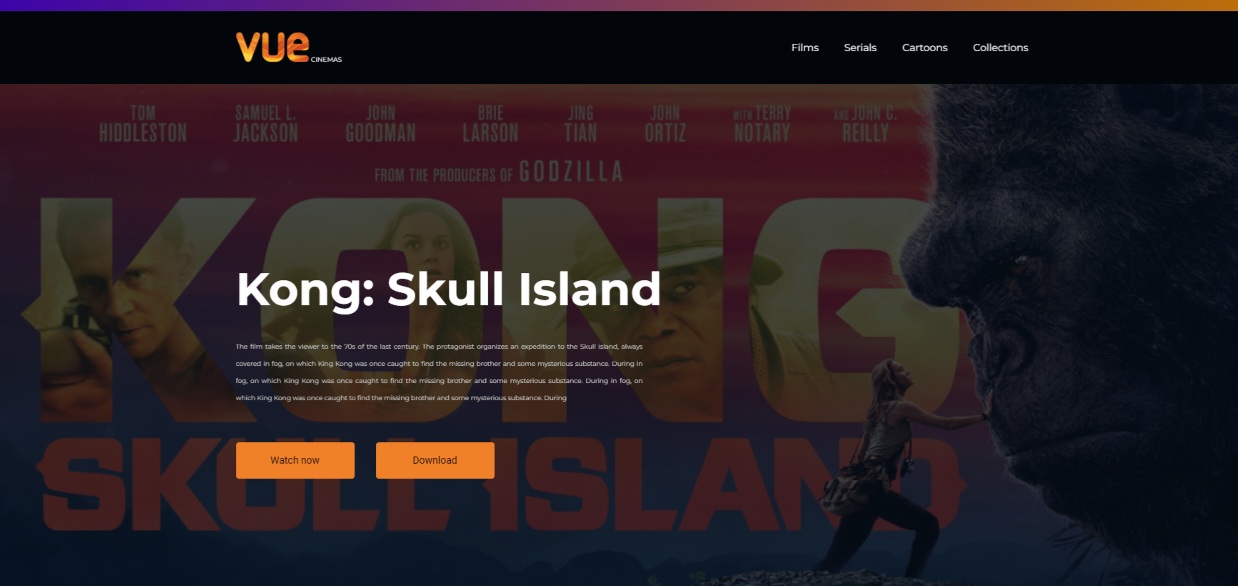 vue CINEMAS
Films Serials Cartoons Collections
TOM HIDDLESTON
SAMUEL L. JACKSON
JOHN GOODMAN
BRIE LARSON
JING TIAN
JOHN ORTIZ
WITH TERRY NOTARY
AND JOHN C. REILLY
FROM THE PRODUCERS OF GODZILLA
KONG
Kong: Skull Island
The film takes the viewer to the '70s of the last century. The protagonist organizes an expedition to the Skull island, always
covered in fog, on which King Kong was once caught to find the missing brother and some mysterious substance. During in
fog, on which King Kong was once caught to find the missing brother and some mysterious substance. During in fog, on
which King Kong was once caught to find the missing brother and some mysterious substance. During
Watch now Download
SKULL ISLAND